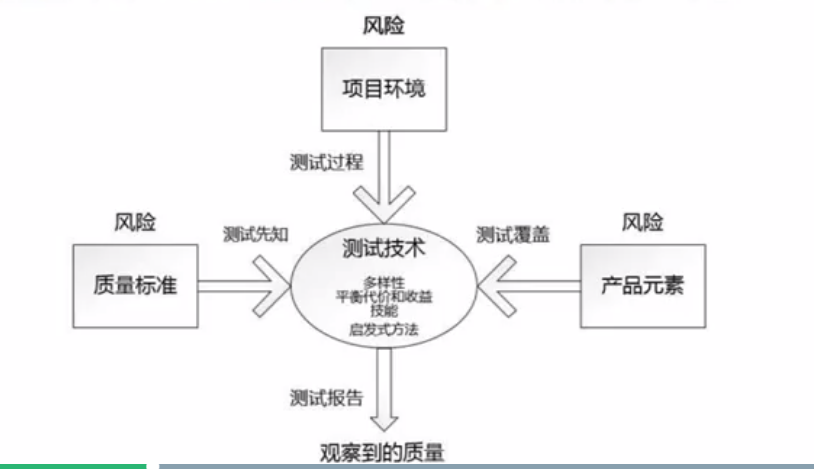 风险
项目环境
测试过程
风险
测试先知
质量标准
测试技术
多样性
平衡代价和收益
技能
启发式方法
风险
测试覆盖
产品元素
测试报告
观察到的质量